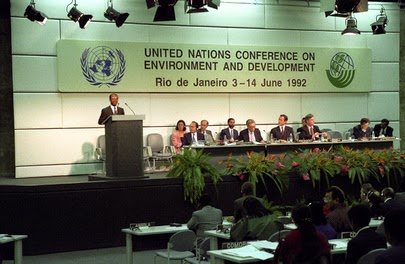 UNITED NATIONS CONFERENCE ON
ENVIRONMENT AND DEVELOPMENT
Rio de Janeiro 3-14 June 1992